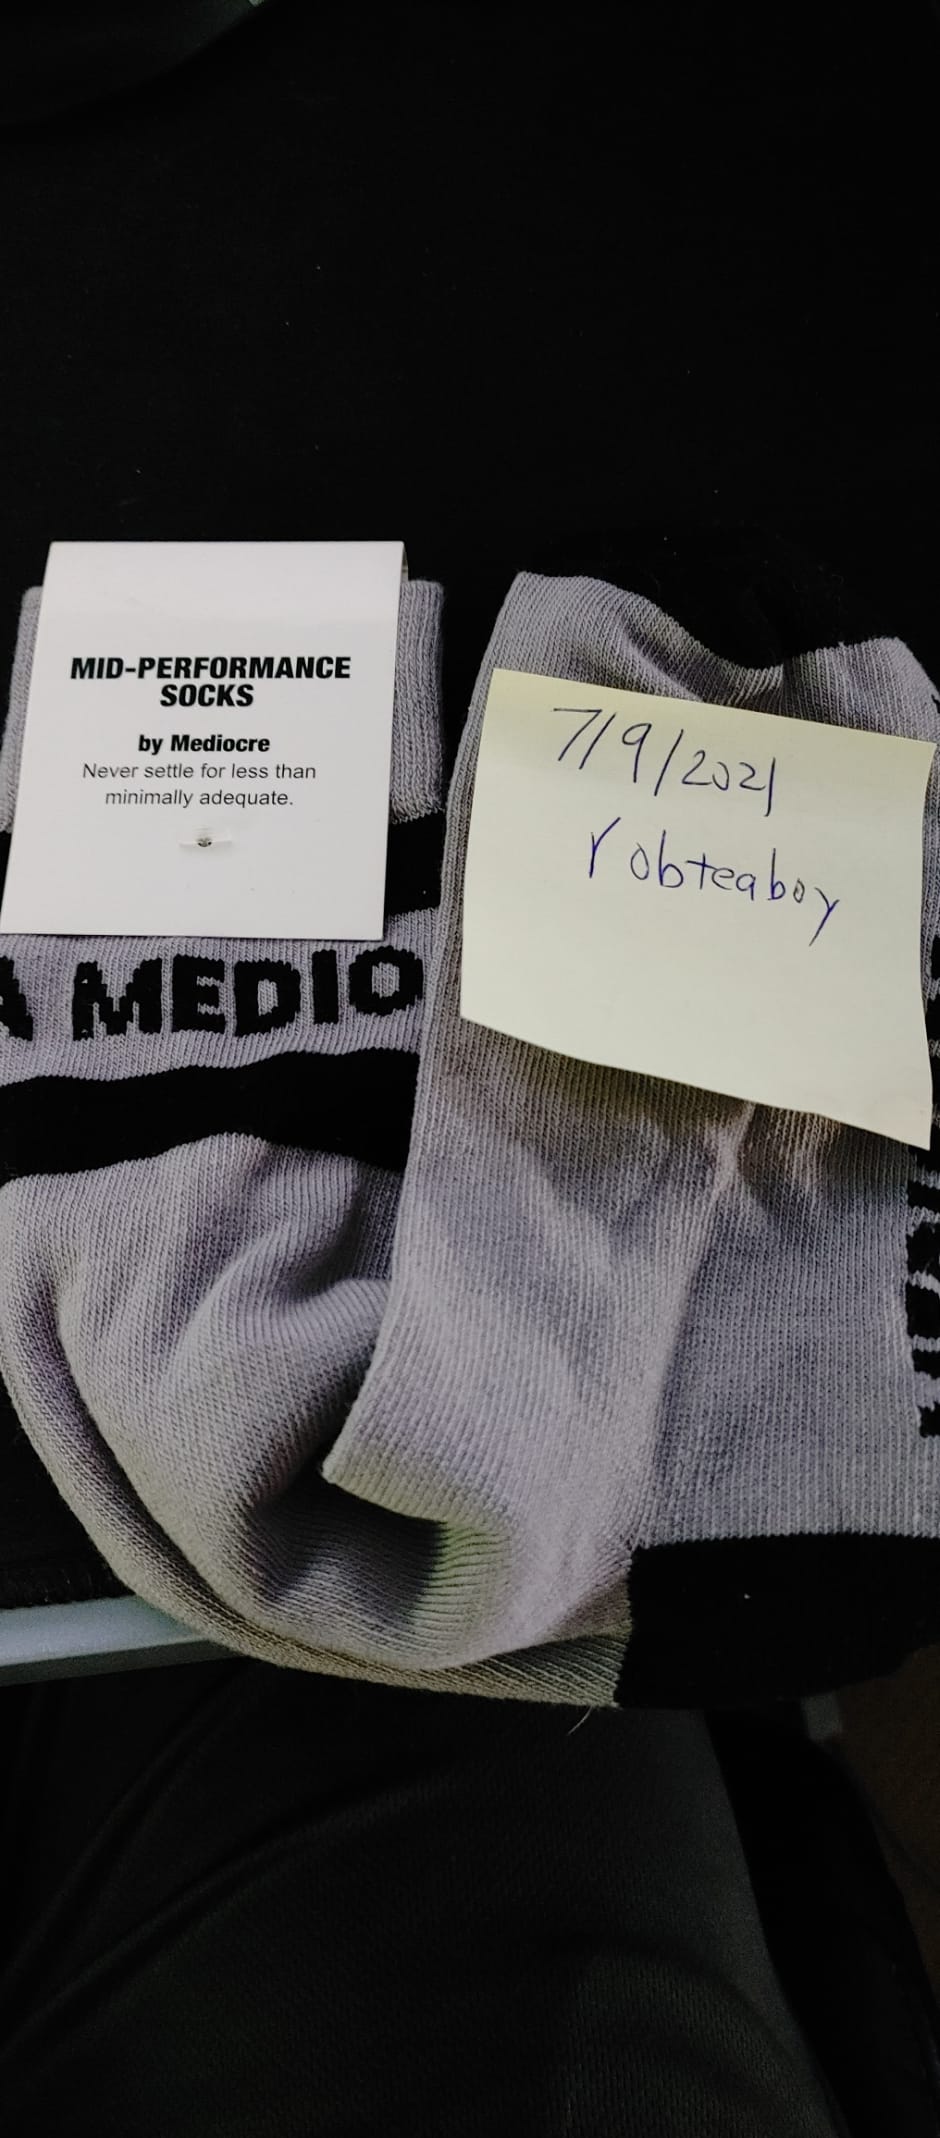 MID-PERFORMANCE
SOCKS
by Mediocre
Never settle for less than
minimally adequate.
A MEDIO
7/9/2021
robteaboy